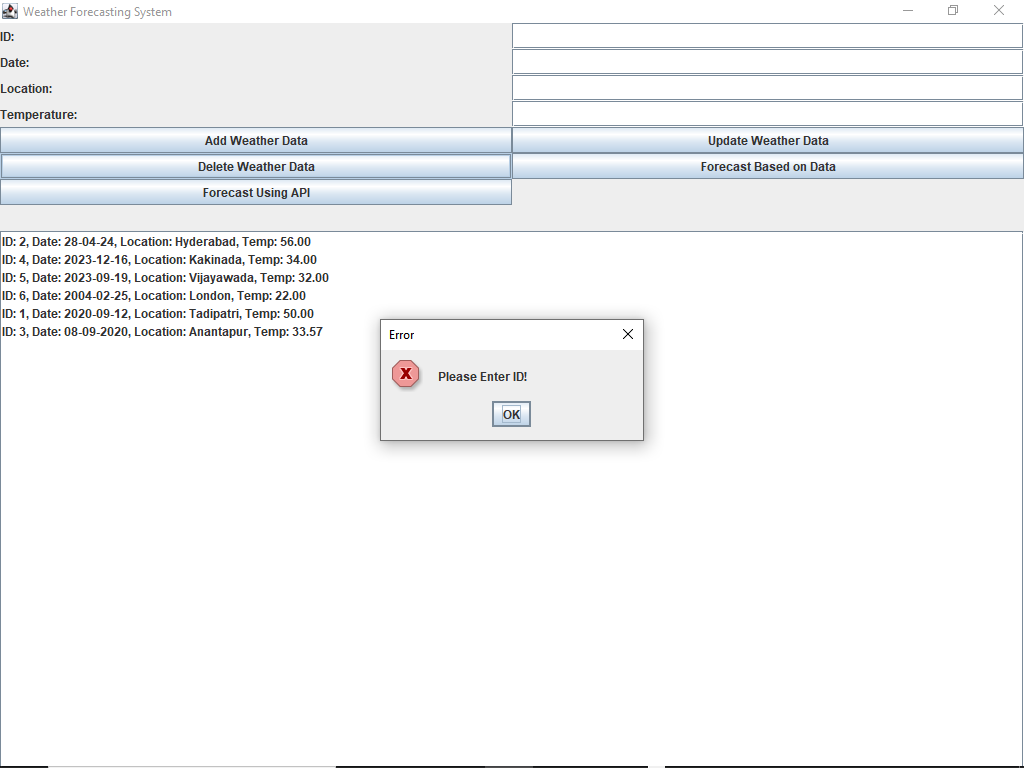 Weather Forecasting System
ID:
Date:
Location:
Temperature:
Add Weather Data
Update Weather Data
Delete Weather Data
Forecast Based on Data
Forecast Using API
ID: 2, Date: 28-04-24, Location: Hyderabad, Temp: 56.00
ID: 4, Date: 2023-12-16, Location: Kakinada, Temp: 34.00
ID: 5, Date: 2023-09-19, Location: Vijayawada, Temp: 32.00
ID: 6, Date: 2004-02-25, Location: London, Temp: 22.00
ID: 1, Date: 2020-09-12, Location: Tadipatri, Temp: 50.00
ID: 3, Date: 08-09-2020, Location: Anantapur, Temp: 33.57
Error
Please Enter ID!
OK